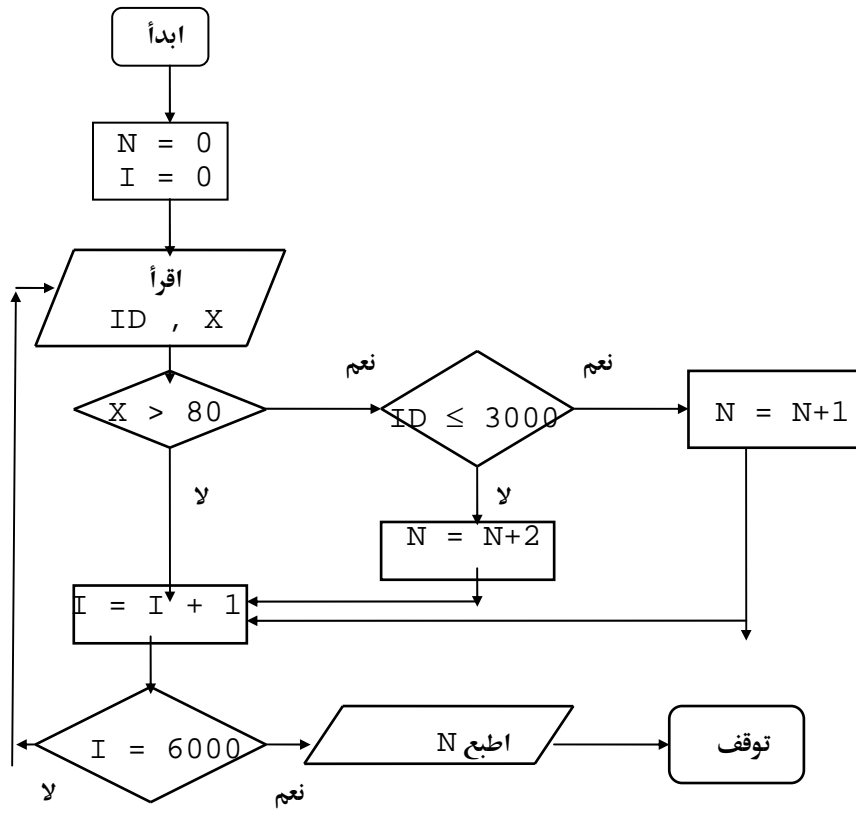 ابدأ
N = 0
I = 0
اقرأ
ID , X
نعم
نعم
X > 80
ID ≤ 3000
N = N+1
لا
لا
N = N+2
I = I + 1
I = 6000
اطبع N
توقف
لا
نعم